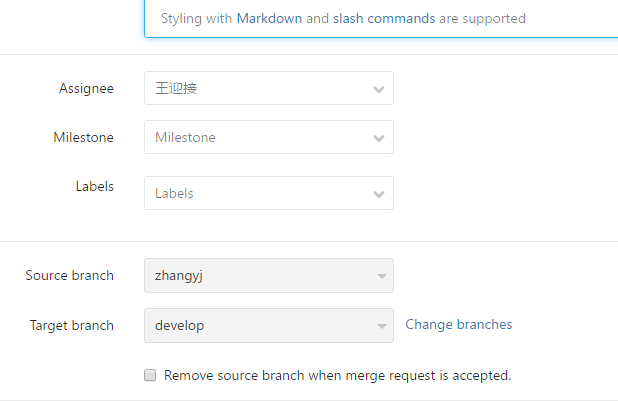 Styling with Markdown and slash commands are supported
Assignee 王迎接
Milestone Milestone
Labels Labels
Source branch zhangyj
Target branch develop Change branches
Remove source branch when merge request is accepted.